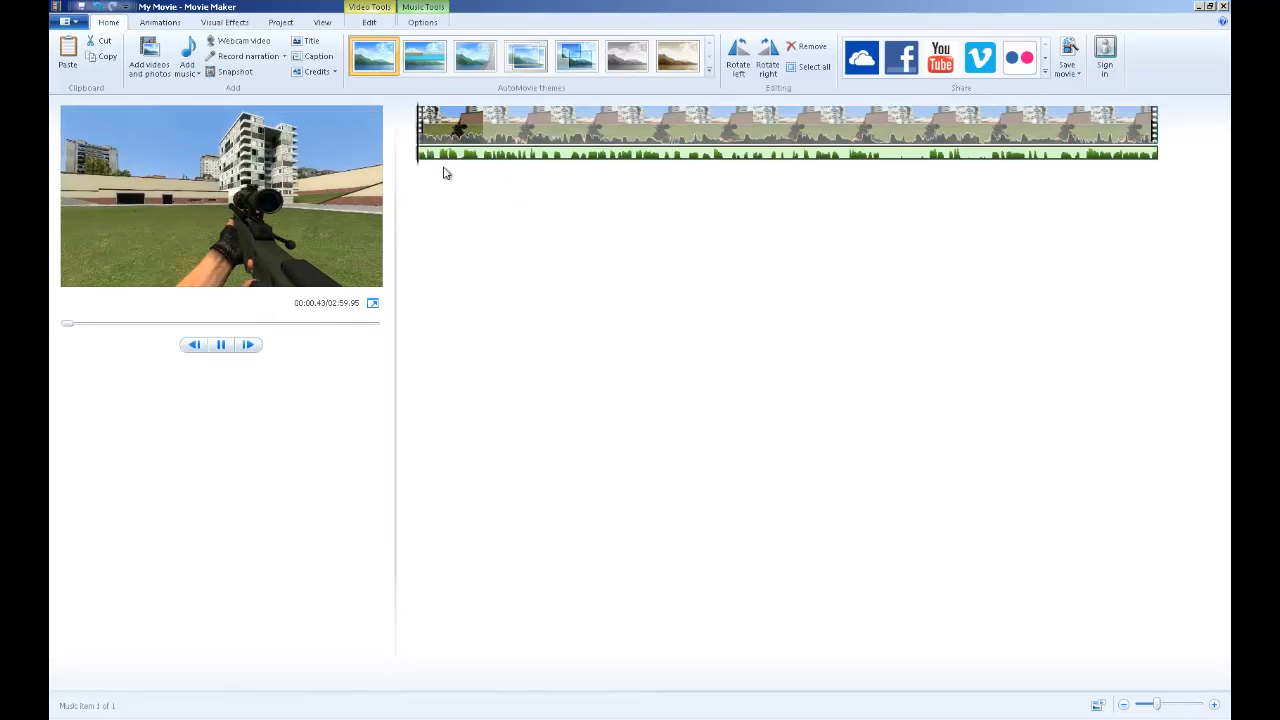 My Movie - Movie Maker
Video Tools
Music Tools
Home
Animations
Visual Effects
Project
View
Edit
Options
Paste
Cut
Copy
Clipboard
Add videos
and photos
Add
music
Webcam video
Record narration
Snapshot
Title
Caption
Credits
Add
AutoMovie themes
Rotate
left
Rotate
right
Remove
Select all
Editing
You
Tube
Share
Save
movie
Sign
in
00:00.43/02:59.95
Music item 1 of 1